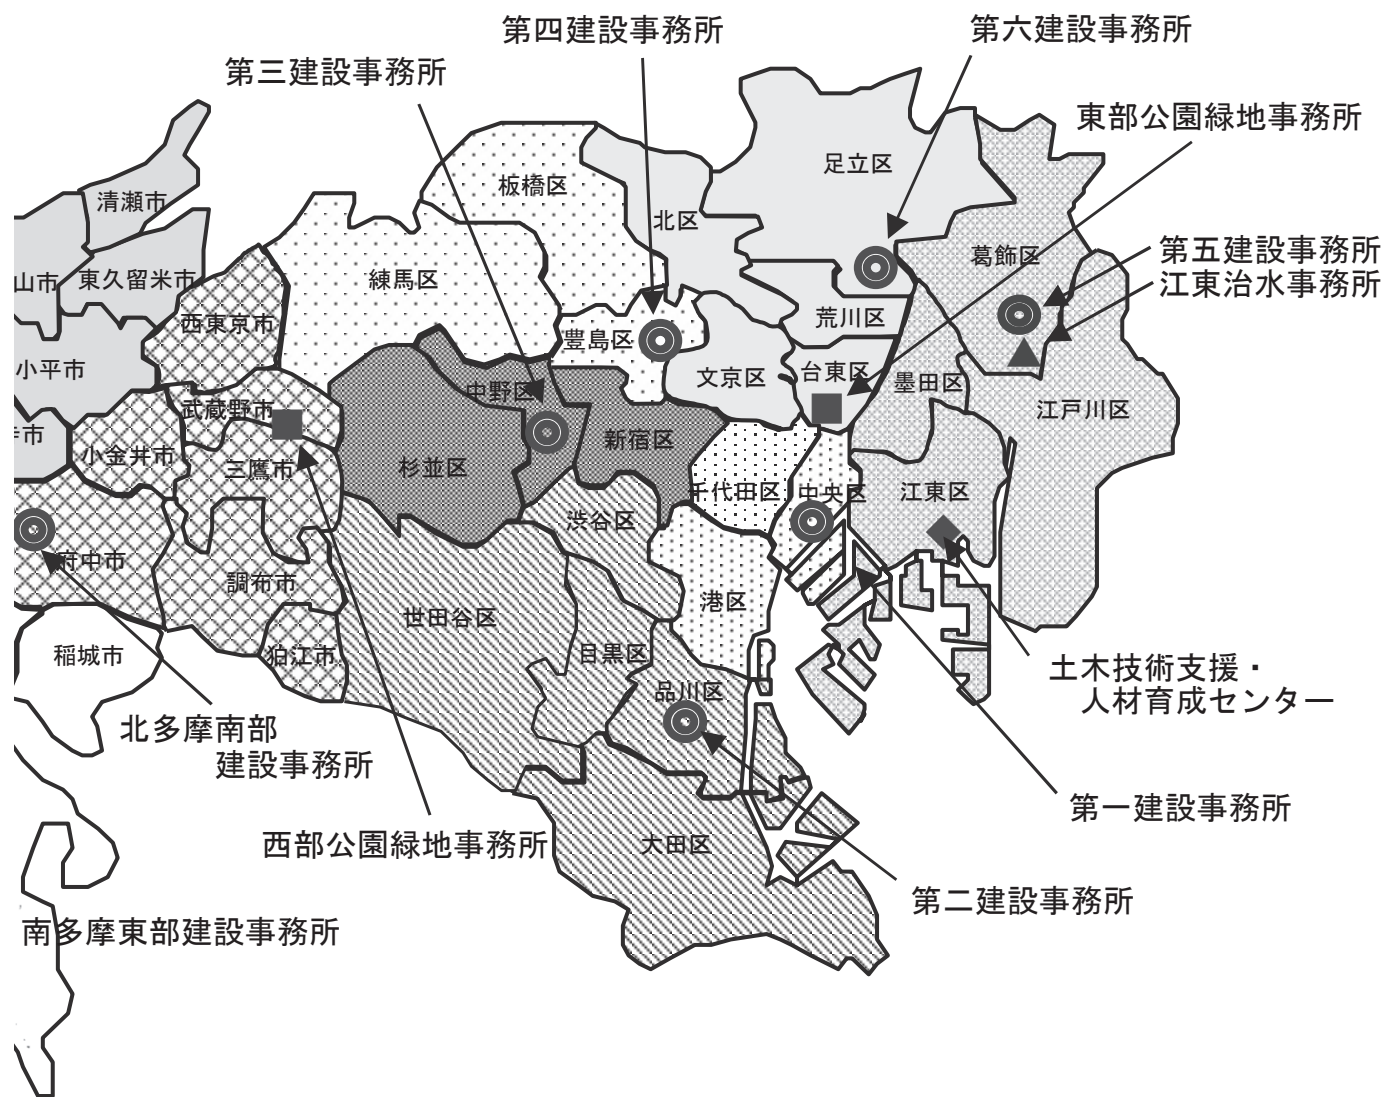 第四建設事務所
第六建設事務所
第三建設事務所
東部公園緑地事務所
足立区
板橋区
清瀬市
北区
葛飾区
第五建設事務所
江東治水事務所
山市
東久留米市
練馬区
西東京市
荒川区
豊島区
小平市
文京区
台東区
墨田区
中野区
武蔵野市
江戸川区
市
新宿区
小金井市
三鷹市
杉並区
千代田区
中央区
江東区
渋谷区
府中市
調布市
世田谷区
港区
稲城市
狛江市
目黒区
品川区
土木技術支援・
人材育成センター
北多摩南部
建設事務所
第一建設事務所
西部公園緑地事務所
大田区
第二建設事務所
南多摩東部建設事務所